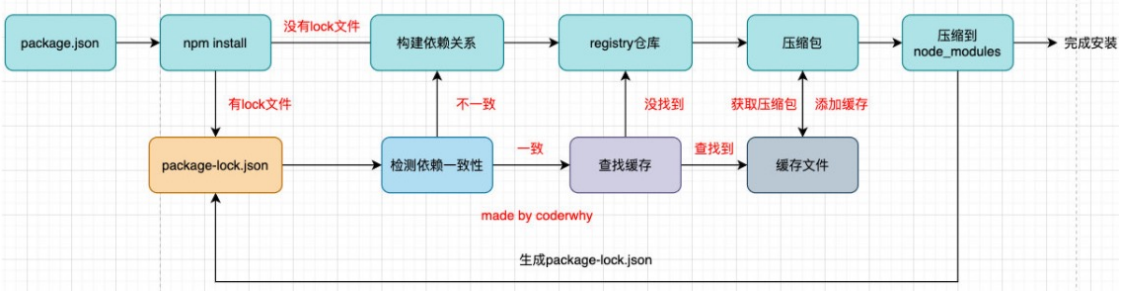 package.json
npm install
没有lock文件
构建依赖关系
registry仓库
压缩包
压缩到
node_modules
完成安装
有lock文件
不一致
没找到
获取压缩包
添加缓存
package-lock.json
检测依赖一致性
一致
查找缓存
查找到
缓存文件
made by coderwhy
生成package-lock.json